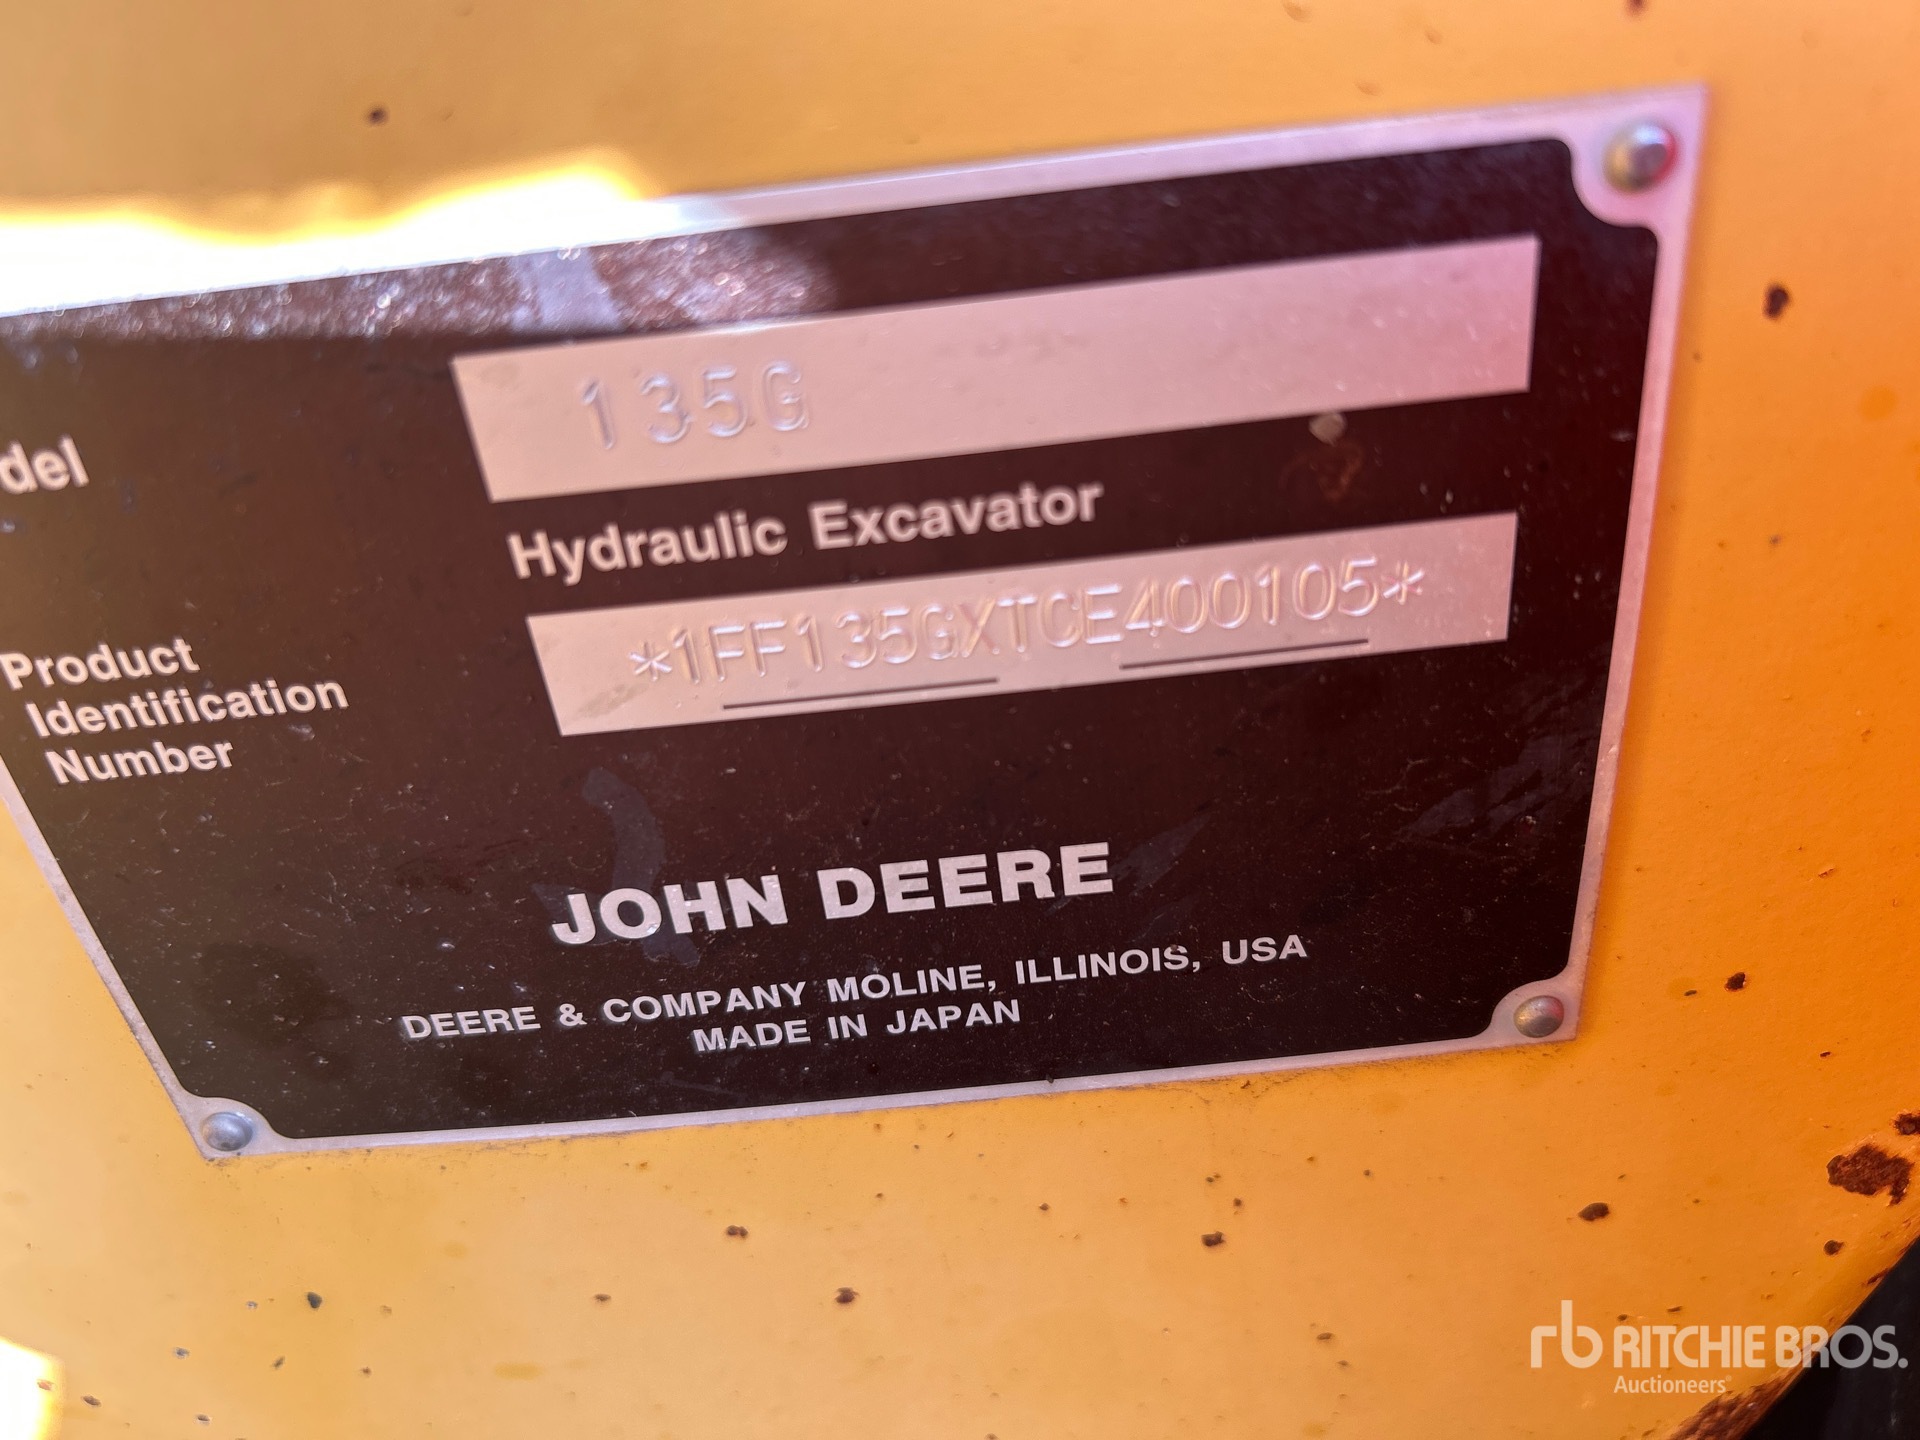 del
135G
Hydraulic Excavator
Product
Identification
Number
*1FF135GXTCE400105*
JOHN DEERE
DEERE & COMPANY MOLINE, ILLINOIS, USA
MADE IN JAPAN
rb RITCHIE BROS.
Auctioneers